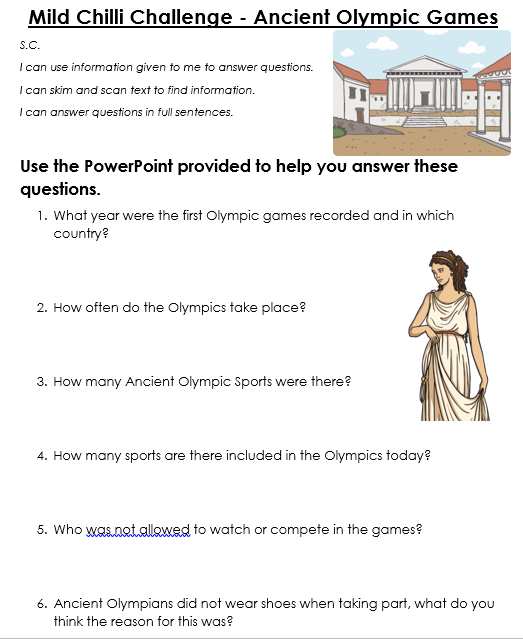 Mild Chilli Challenge - Ancient Olympic Games
S.C.
I can use information given to me to answer questions.
I can skim and scan text to find information.
I can answer questions in full sentences.
Use the PowerPoint provided to help you answer these
questions.
1. What year were the first Olympic games recorded and in which
country?
2. How often do the Olympics take place?
3. How many Ancient Olympic Sports were there?
4. How many sports are there included in the Olympics today?
5. Who was not allowed to watch or compete in the games?
6. Ancient Olympians did not wear shoes when taking part, what do you
think the reason for this was?